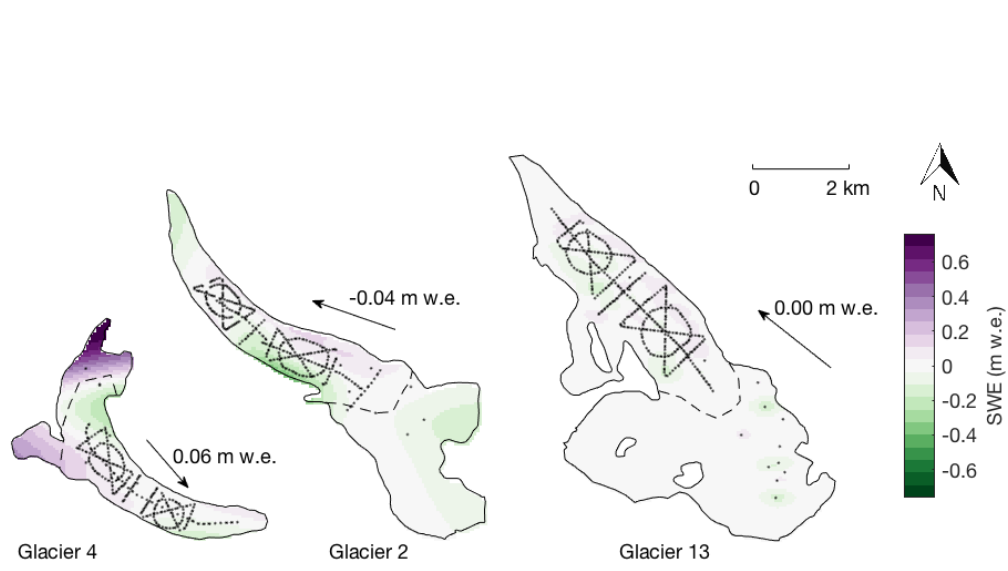 0 2 km
N
-0.04 m w.e.
0.00 m w.e.
0.06 m w.e.
0.6
0.4
0.2
0
-0.2
-0.4
-0.6
SWE (m w.e.)
Glacier 4
Glacier 2
Glacier 13